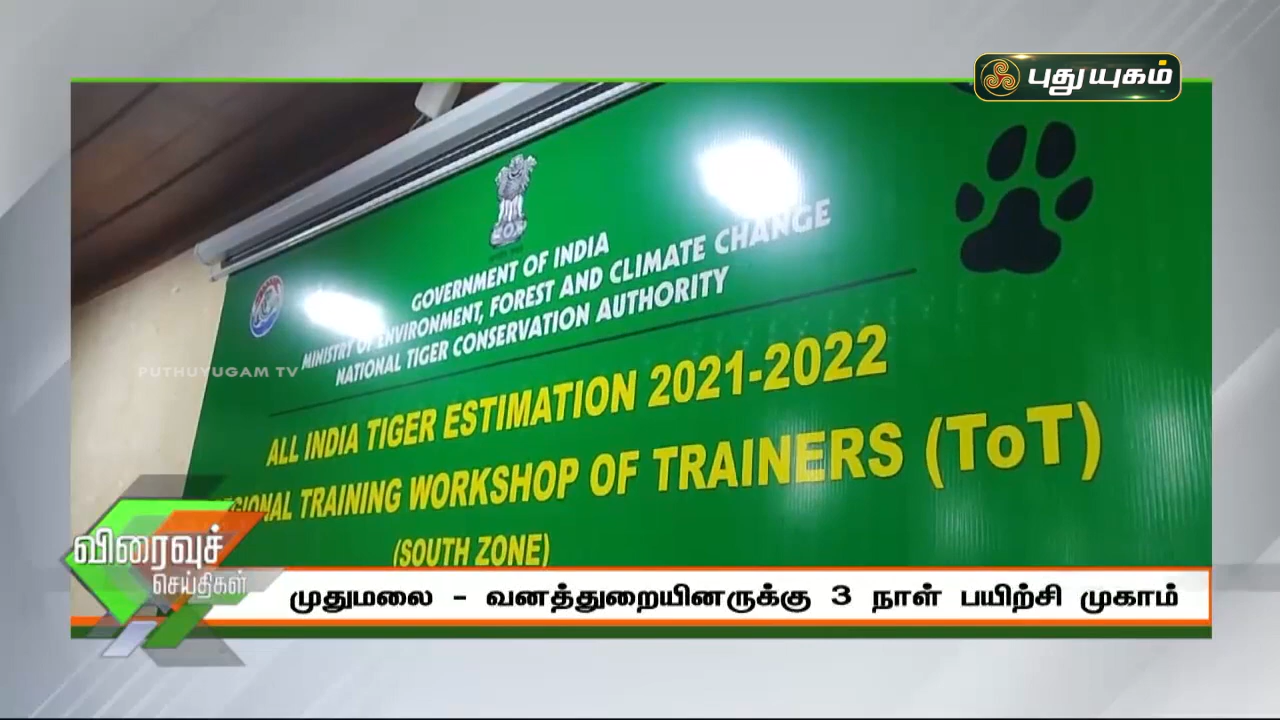 புதுயுகம்
GOVERNMENT OF INDIA
MINISTRY OF ENVIRONMENT, FOREST AND CLIMATE CHANGE
NATIONAL TIGER CONSERVATION AUTHORITY
PUTHUYUGAM TV
ALL INDIA TIGER ESTIMATION 2021-2022
REGIONAL TRAINING WORKSHOP OF TRAINERS (ToT)
(SOUTH ZONE)
விரைவுச்
செய்திகள்
முதுமலை - வனத்துறையினருக்கு 3 நாள் பயிற்சி முகாம்